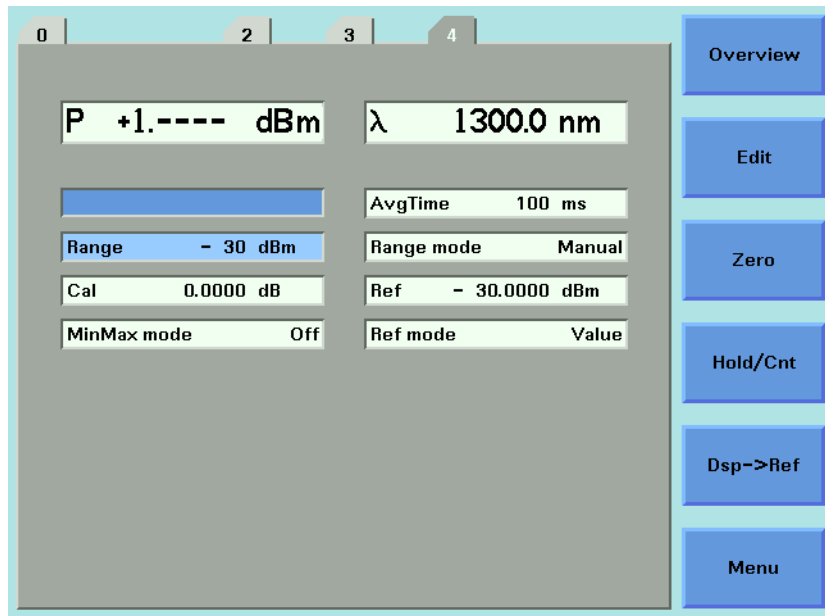 0 2 3 4
P +1.---- dBm λ 1300.0 nm
AvgTime 100 ms
Range - 30 dBm Range mode Manual
Cal 0.0000 dB Ref - 30.0000 dBm
MinMax mode Off Ref mode Value
Overview
Edit
Zero
Hold/Cnt
Dsp->Ref
Menu